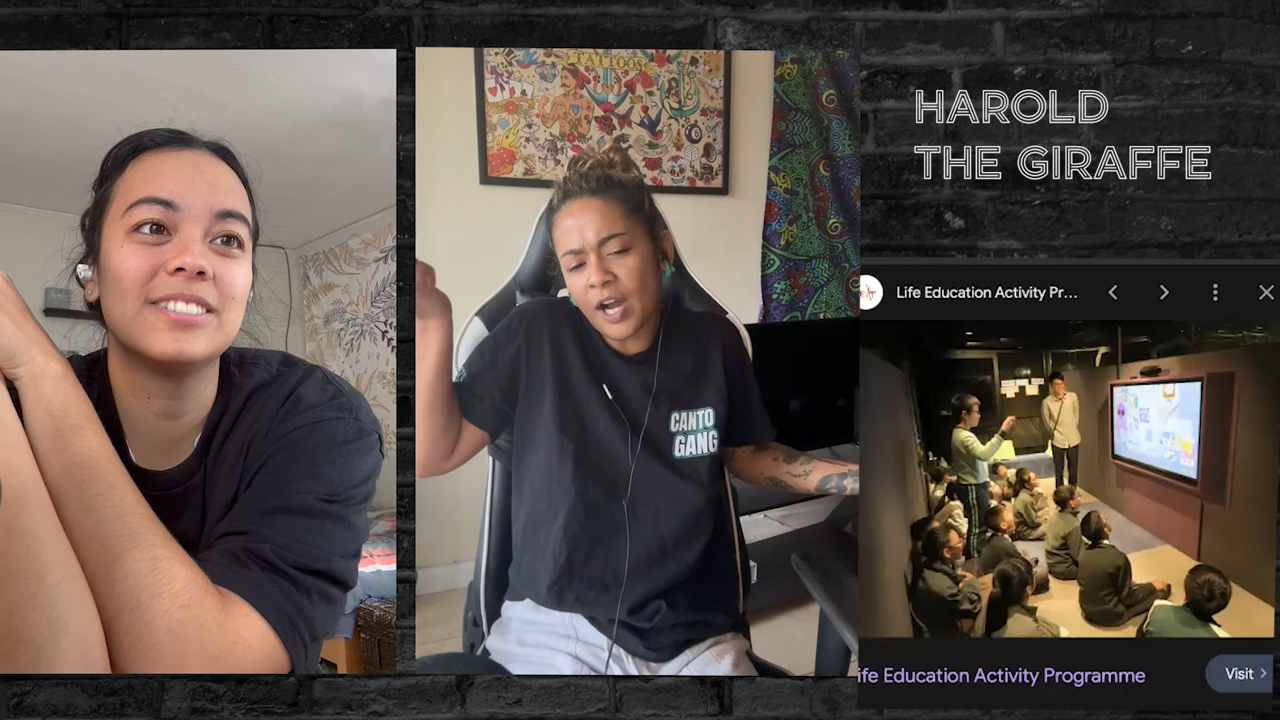 TATTOOS
CANTO
GANG
HAROLD
THE GIRAFFE
Life Education Activity Pr...
ife Education Activity Programme
Visit